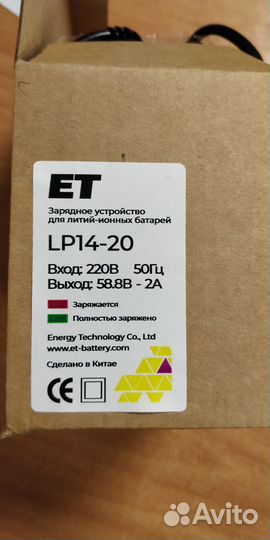 ET
Зарядное устройство
для литий-ионных батарей
LP14-20
Вход: 220В 50Гц
Выход: 58.8В - 2А
Заряжается
Полностью заряжено
Energy Technology Co., Ltd
www.et-battery.com
Сделано в Китае
CE
Avito